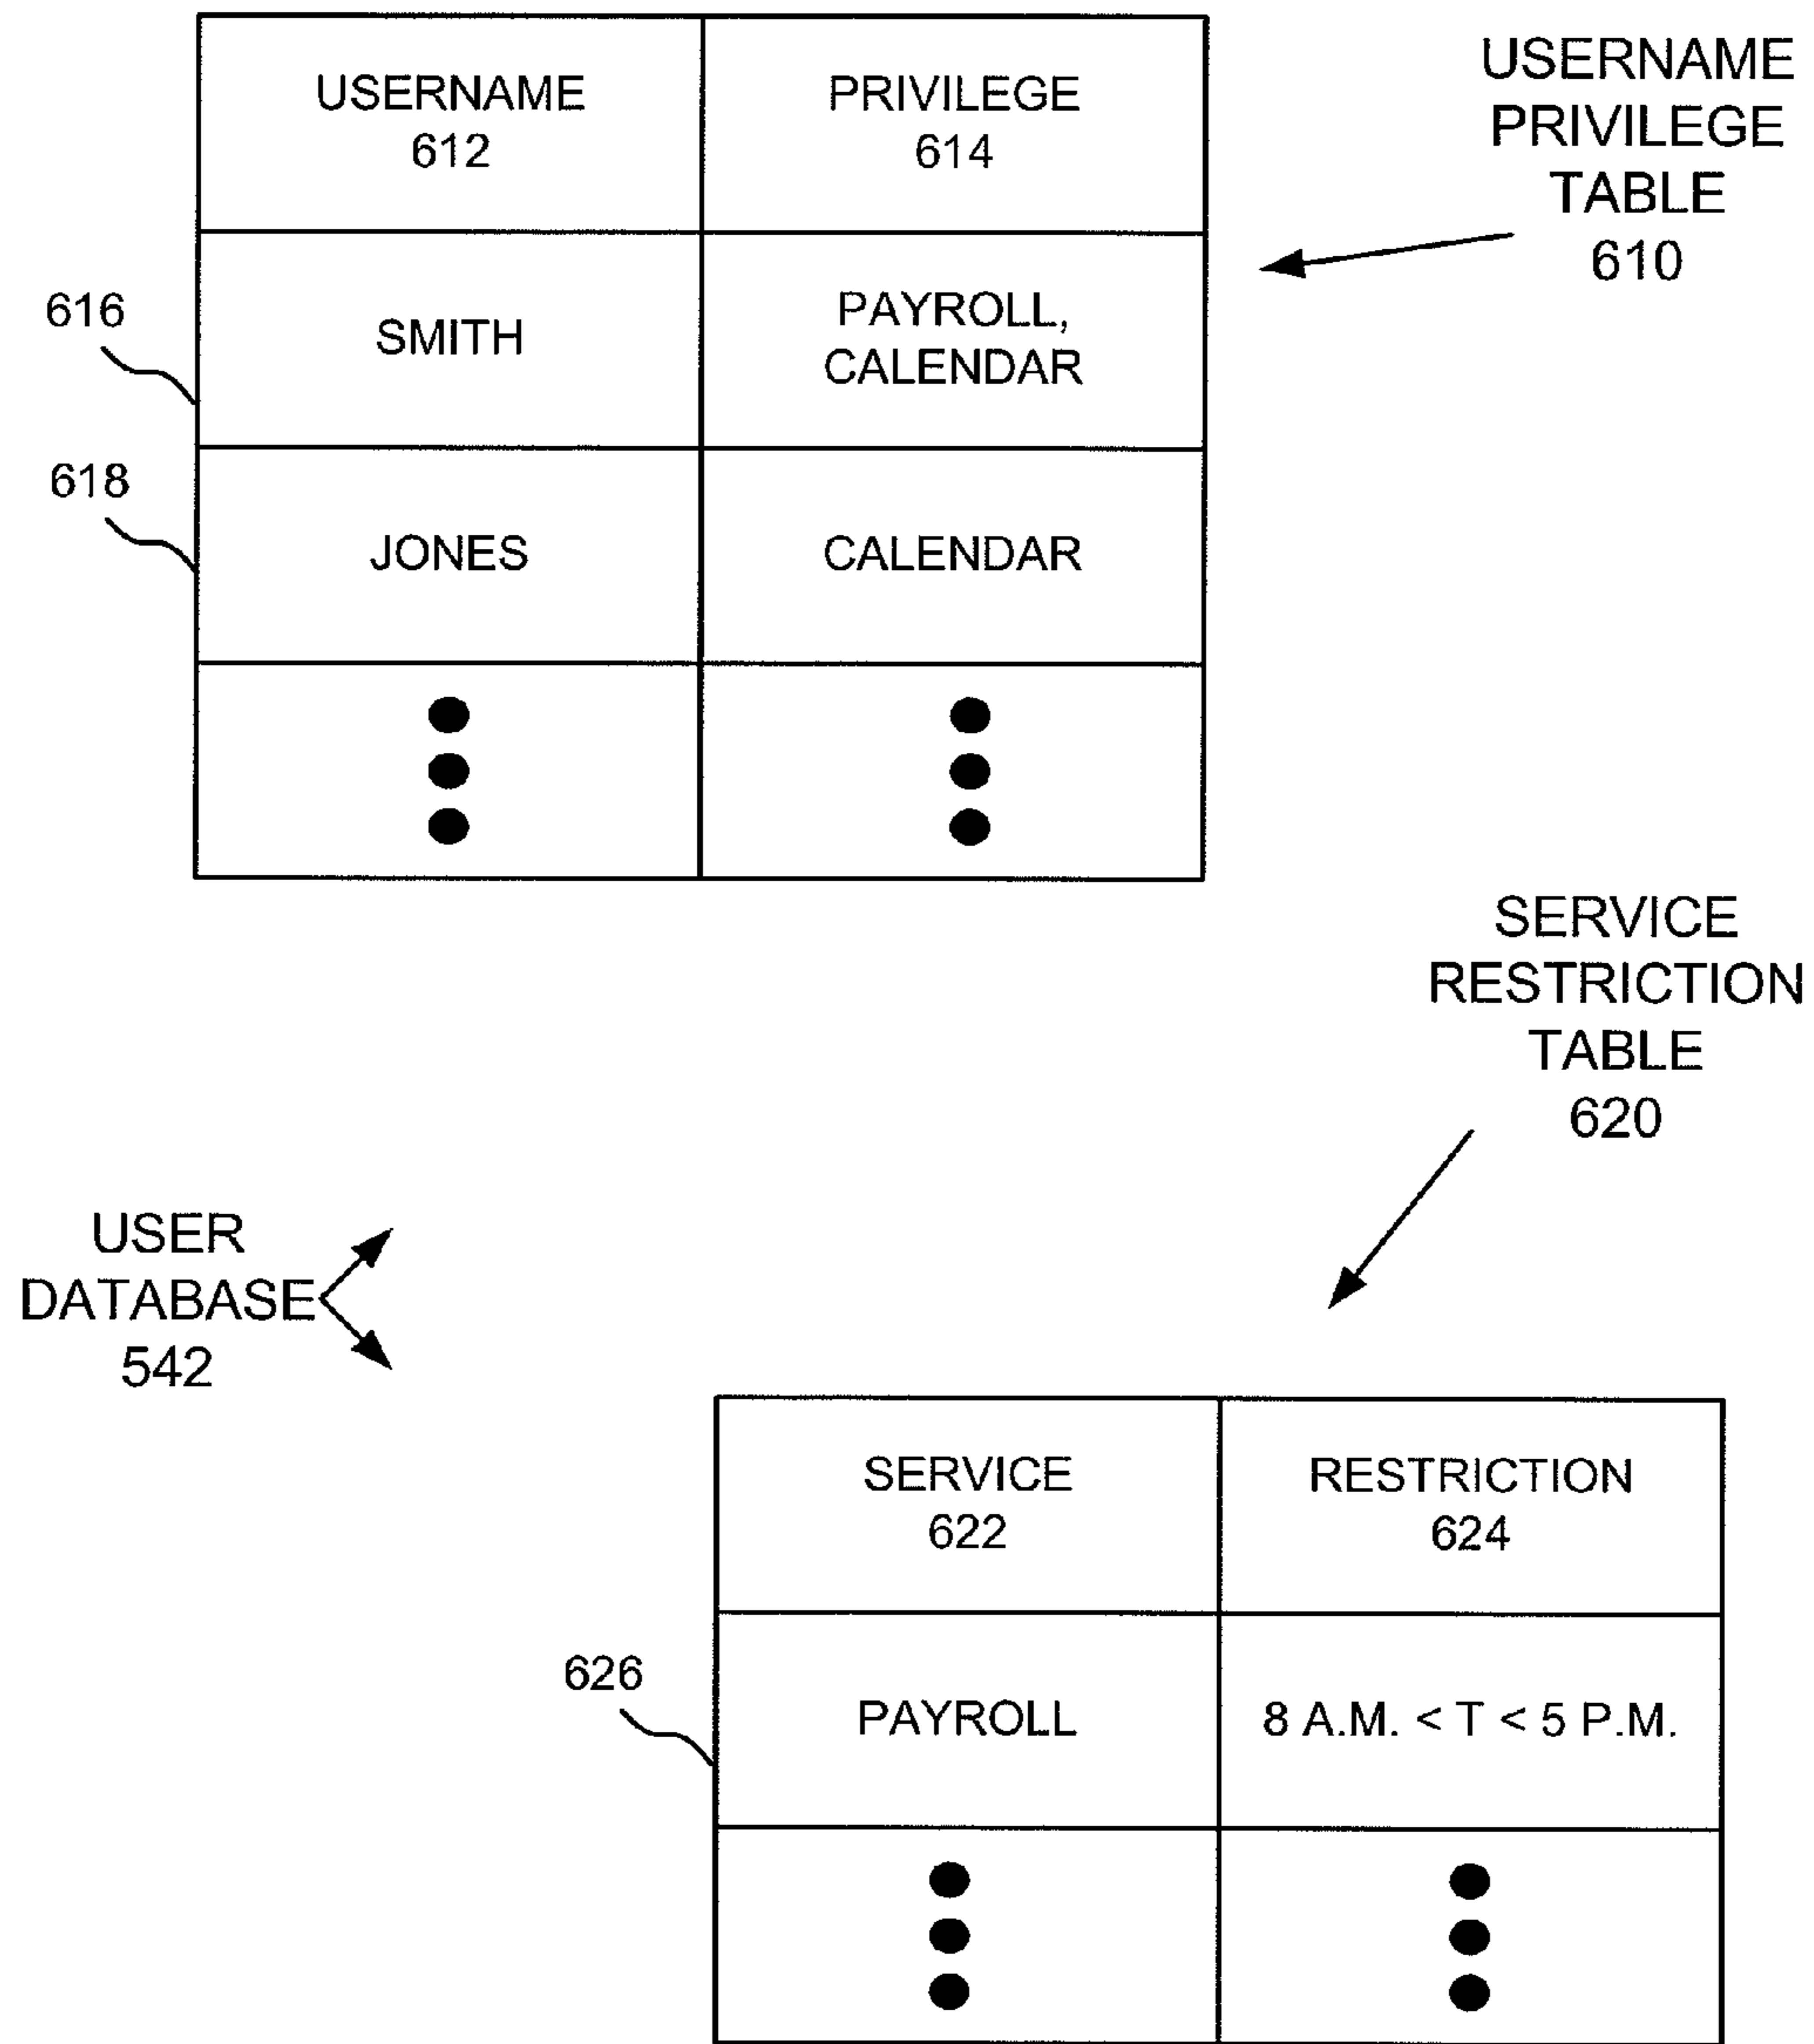 USERNAME
612
PRIVILEGE
614
USERNAME
PRIVILEGE
TABLE
610
616
SMITH
PAYROLL,
CALENDAR
618
JONES
CALENDAR
SERVICE
RESTRICTION
TABLE
620
USER
DATABASE
542
SERVICE
622
RESTRICTION
624
626
PAYROLL
8 A.M. < T < 5 P.M.